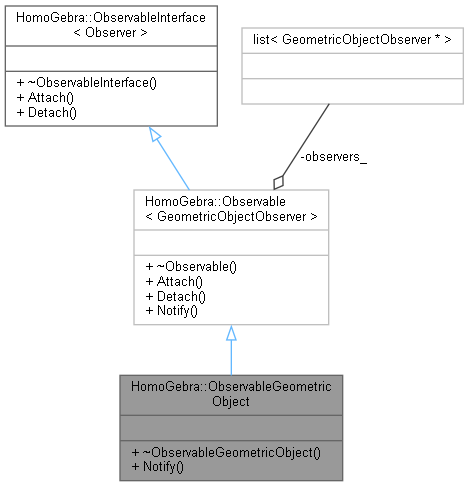 HomoGebra::ObservableInterface
< Observer >
+ ~ObservableInterface()
+ Attach()
+ Detach()
list< GeometricObjectObserver * >
-observers_
HomoGebra::Observable
< GeometricObjectObserver >
+ ~Observable()
+ Attach()
+ Detach()
+ Notify()
HomoGebra::ObservableGeometric
Object
+ ~ObservableGeometricObject()
+ Notify()